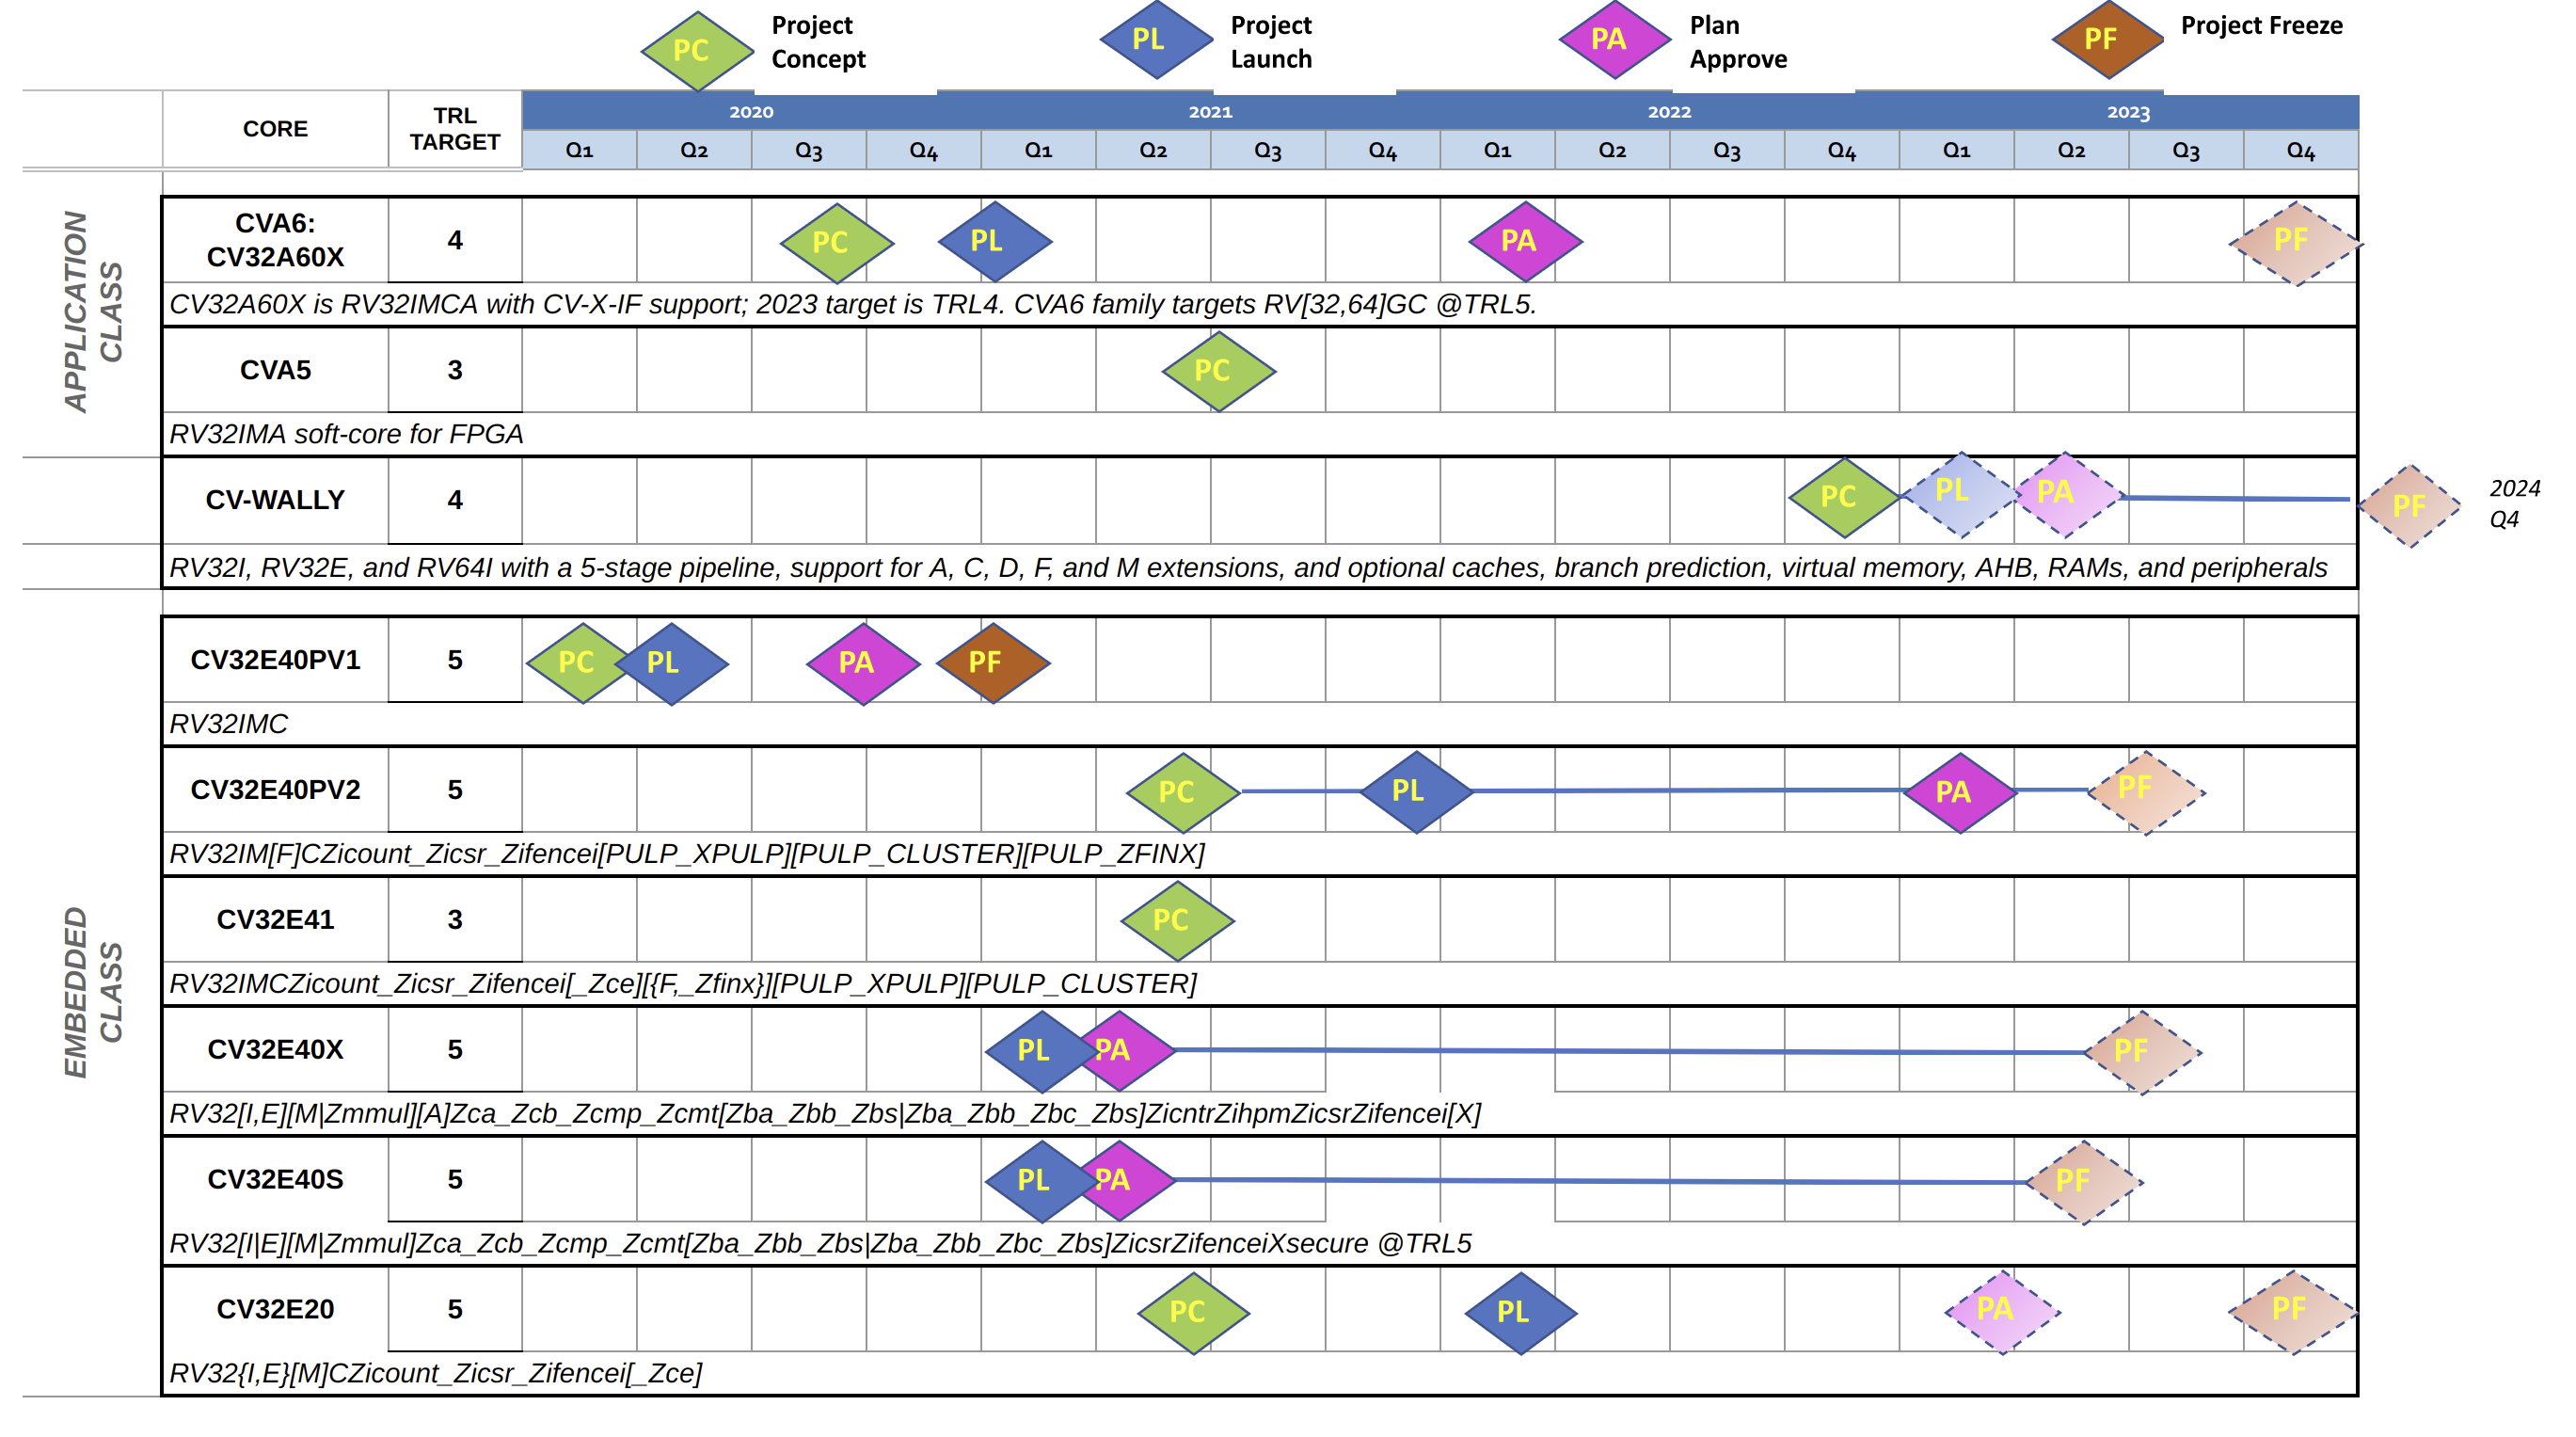 PC Project Concept
PL Project Launch
PA Plan Approve
PF Project Freeze
CORE TRL TARGET 2020 2021 2022 2023
Q1 Q2 Q3 Q4 Q1 Q2 Q3 Q4 Q1 Q2 Q3 Q4 Q1 Q2 Q3 Q4
APPLICATION CLASS
CVA6: CV32A60X 4 PC PL PA PF
CV32A60X is RV32IMCA with CV-X-IF support; 2023 target is TRL4. CVA6 family targets RV[32,64]GC @TRL5.
CVA5 3 PC
RV32IMA soft-core for FPGA
CV-WALLY 4 PC PL PA PF 2024 Q4
RV32I, RV32E, and RV64I with a 5-stage pipeline, support for A, C, D, F, and M extensions, and optional caches, branch prediction, virtual memory, AHB, RAMs, and peripherals
EMBEDDED CLASS
CV32E40PV1 5 PC PL PA PF
RV32IMC
CV32E40PV2 5 PC PL PA PF
RV32IM[F]CZicount_Zicsr_Zifencei[PULP_XPULP][PULP_CLUSTER][PULP_ZFINX]
CV32E41 3 PC
RV32IMCZicount_Zicsr_Zifencei[_Zce][{F,_Zfinx}][PULP_XPULP][PULP_CLUSTER]
CV32E40X 5 PL PA PF
RV32[I,E][M|Zmmul][A]Zca_Zcb_Zcmp_Zcmt[Zba_Zbb_Zbs|Zba_Zbb_Zbc_Zbs]ZicntrZihpmZicsrZifencei[X]
CV32E40S 5 PL PA PF
RV32[I|E][M|Zmmul]Zca_Zcb_Zcmp_Zcmt[Zba_Zbb_Zbs|Zba_Zbb_Zbc_Zbs]ZicsrZifenceiXsecure @TRL5
CV32E20 5 PC PL PA PF
RV32{I,E}[M]CZicount_Zicsr_Zifencei[_Zce]